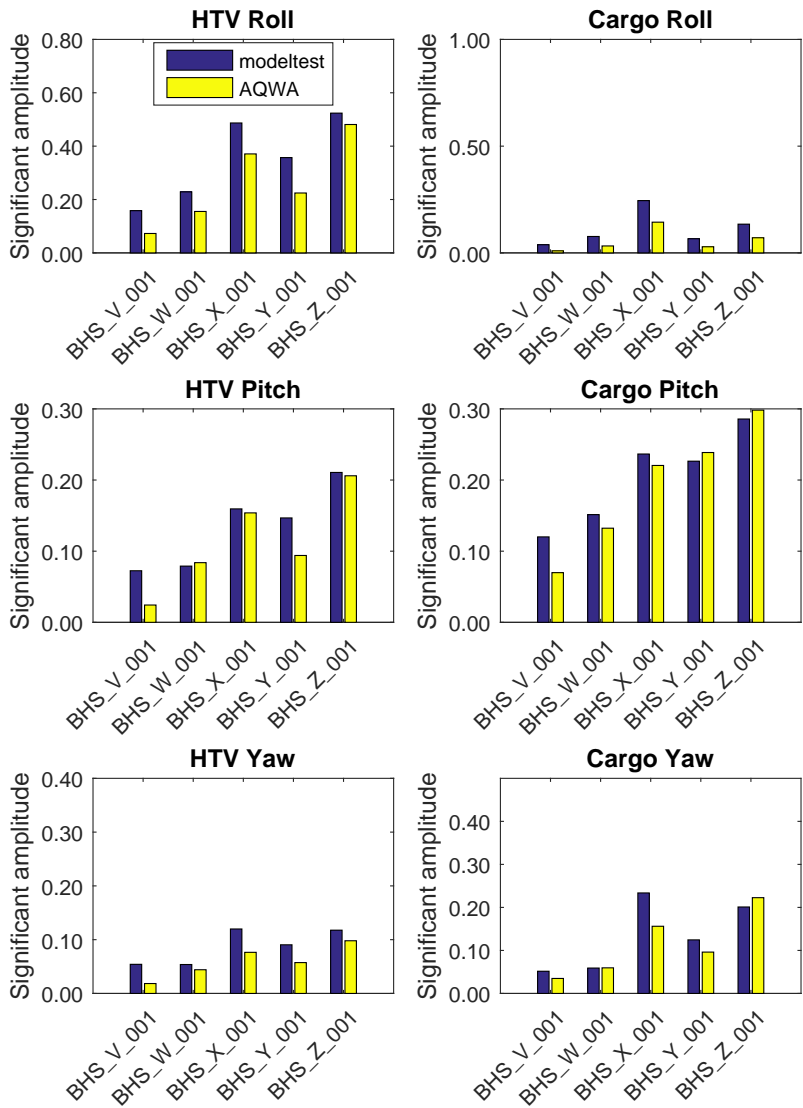 HTV Roll
Significant amplitude
0.80
0.60
0.40
0.20
0.00
modeltest
AQWA
BHS_V_001
BHS_W_001
BHS_X_001
BHS_Y_001
BHS_Z_001
Cargo Roll
Significant amplitude
1.00
0.50
0.00
BHS_V_001
BHS_W_001
BHS_X_001
BHS_Y_001
BHS_Z_001
HTV Pitch
Significant amplitude
0.30
0.20
0.10
0.00
BHS_V_001
BHS_W_001
BHS_X_001
BHS_Y_001
BHS_Z_001
Cargo Pitch
Significant amplitude
0.30
0.20
0.10
0.00
BHS_V_001
BHS_W_001
BHS_X_001
BHS_Y_001
BHS_Z_001
HTV Yaw
Significant amplitude
0.40
0.30
0.20
0.10
0.00
BHS_V_001
BHS_W_001
BHS_X_001
BHS_Y_001
BHS_Z_001
Cargo Yaw
Significant amplitude
0.40
0.30
0.20
0.10
0.00
BHS_V_001
BHS_W_001
BHS_X_001
BHS_Y_001
BHS_Z_001